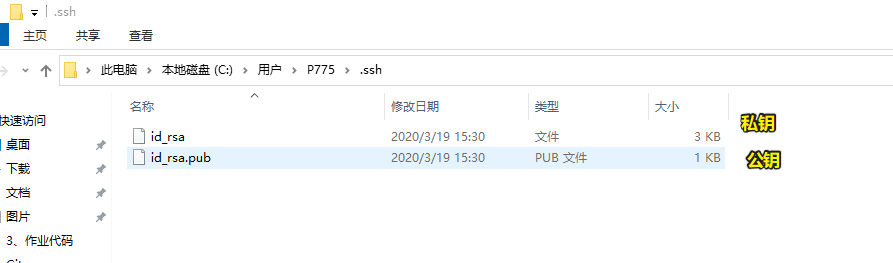 .ssh
主页 共享 查看
此电脑 > 本地磁盘 (C:) > 用户 > P775 > .ssh
名称 修改日期 类型 大小
快速访问
桌面
下载
文档
图片
3、作业代码
id_rsa 2020/3/19 15:30 文件 3 KB 私钥
id_rsa.pub 2020/3/19 15:30 PUB 文件 1 KB 公钥